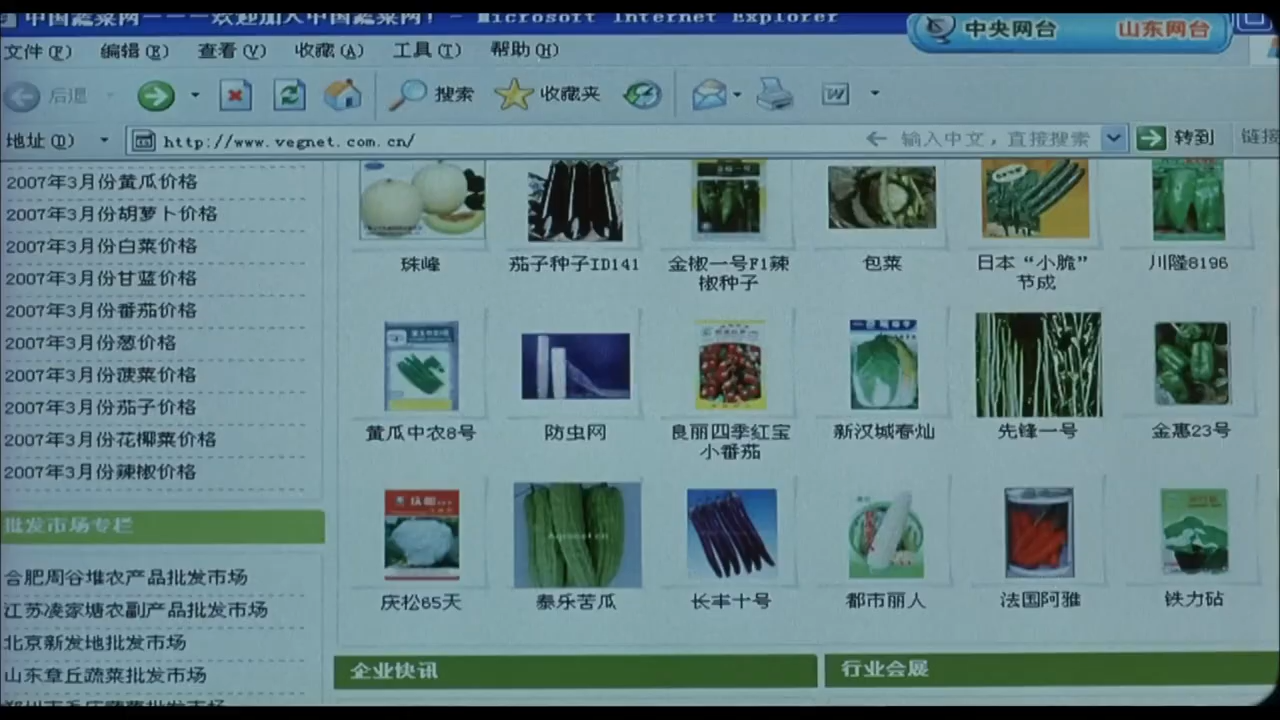 中国蔬菜网————欢迎加入中国蔬菜网! - Microsoft Internet Explorer
中央网台 山东网台
文件(F) 编辑(E) 查看(V) 收藏(A) 工具(T) 帮助(H)
后退 搜索 收藏夹
地址(D) http://www.vegnet.com.cn/ 输入中文，直接搜索 转到 链接
2007年3月份黄瓜价格
2007年3月份胡萝卜价格
2007年3月份白菜价格
2007年3月份甘蓝价格
2007年3月份番茄价格
2007年3月份葱价格
2007年3月份菠菜价格
2007年3月份茄子价格
2007年3月份花椰菜价格
2007年3月份辣椒价格
批发市场专栏
合肥周谷堆农产品批发市场
江苏凌家塘农副产品批发市场
北京新发地批发市场
山东章丘蔬菜批发市场
珠峰 茄子种子ID141 金椒一号F1辣 包菜 日本“小脆” 川隆8196
椒种子 节成
黄瓜中农8号 防虫网 良丽四季红宝 新汉城春灿 先锋一号 金惠23号
小番茄
庆松65天 泰乐苦瓜 长丰十号 都市丽人 法国阿雅 铁力砧
企业快讯 行业会展